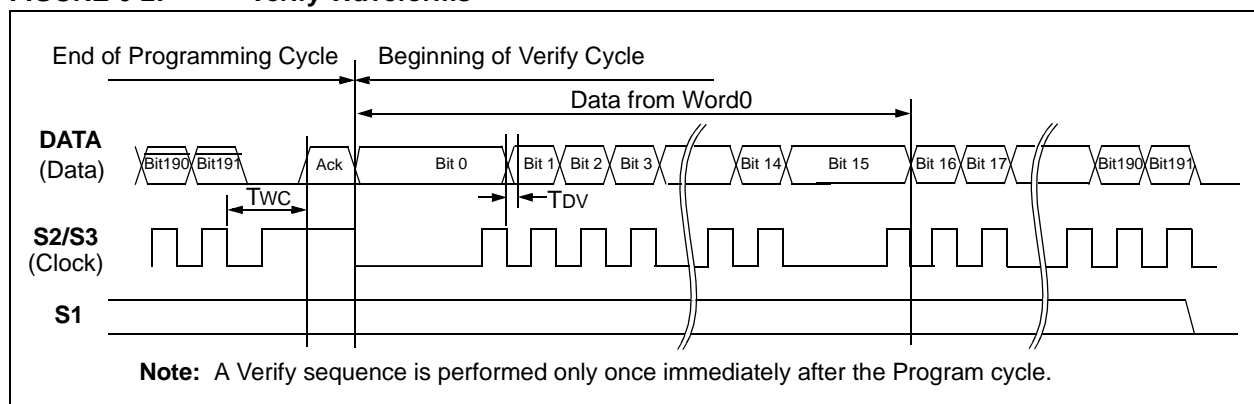 End of Programming Cycle
Beginning of Verify Cycle
Data from Word0
DATA
(Data)
Bit190
Bit191
Ack
Bit 0
Bit 1
Bit 2
Bit 3
Bit 14
Bit 15
Bit 16
Bit 17
Bit190
Bit191
TWC
TDV
S2/S3
(Clock)
S1
Note: A Verify sequence is performed only once immediately after the Program cycle.